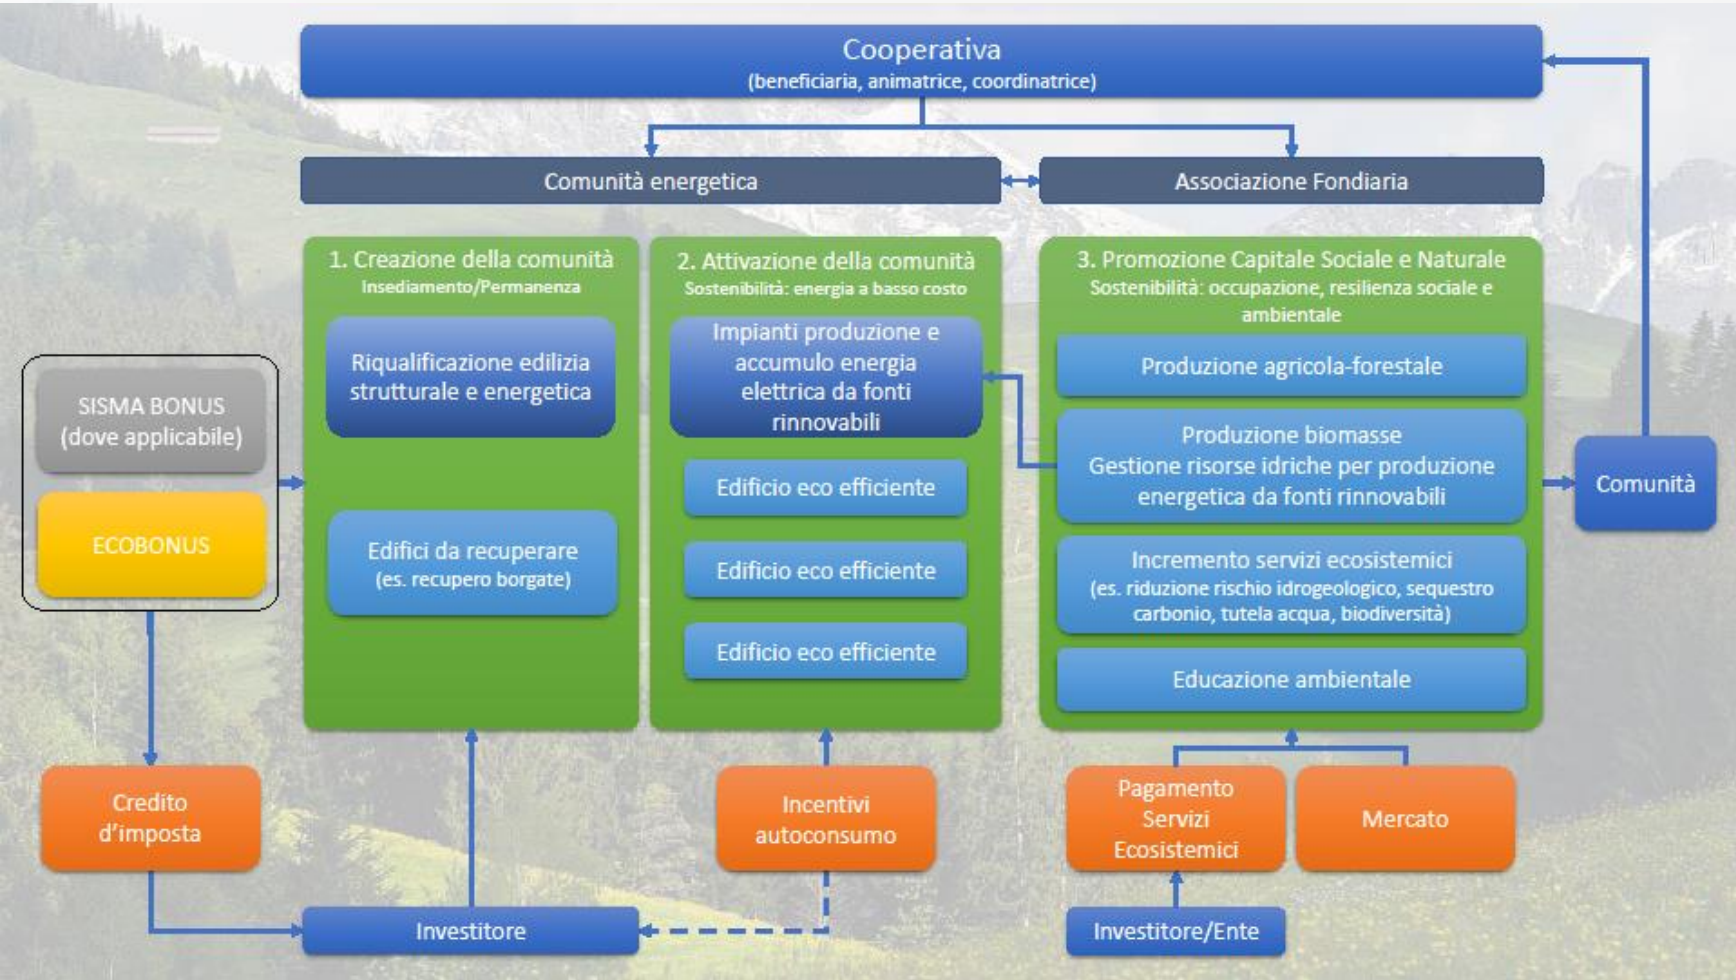 Cooperativa
(beneficiaria, animatrice, coordinatrice)
Comunità energetica
Associazione Fondiaria
1. Creazione della comunità
Insediamento/Permanenza
Riqualificazione edilizia
strutturale e energetica
Edifici da recuperare
(es. recupero borgate)
2. Attivazione della comunità
Sostenibilità: energia a basso costo
Impianti produzione e
accumulo energia
elettrica da fonti
rinnovabili
Edificio eco efficiente
Edificio eco efficiente
Edificio eco efficiente
3. Promozione Capitale Sociale e Naturale
Sostenibilità: occupazione, resilienza sociale e
ambientale
Produzione agricola-forestale
Produzione biomasse
Gestione risorse idriche per produzione
energetica da fonti rinnovabili
Incremento servizi ecosistemici
(es. riduzione rischio idrogeologico, sequestro
carbonio, tutela acqua, biodiversità)
Educazione ambientale
SISMA BONUS
(dove applicabile)
ECOBONUS
Comunità
Credito
d'imposta
Incentivi
autoconsumo
Pagamento
Servizi
Ecosistemici
Mercato
Investitore
Investitore/Ente